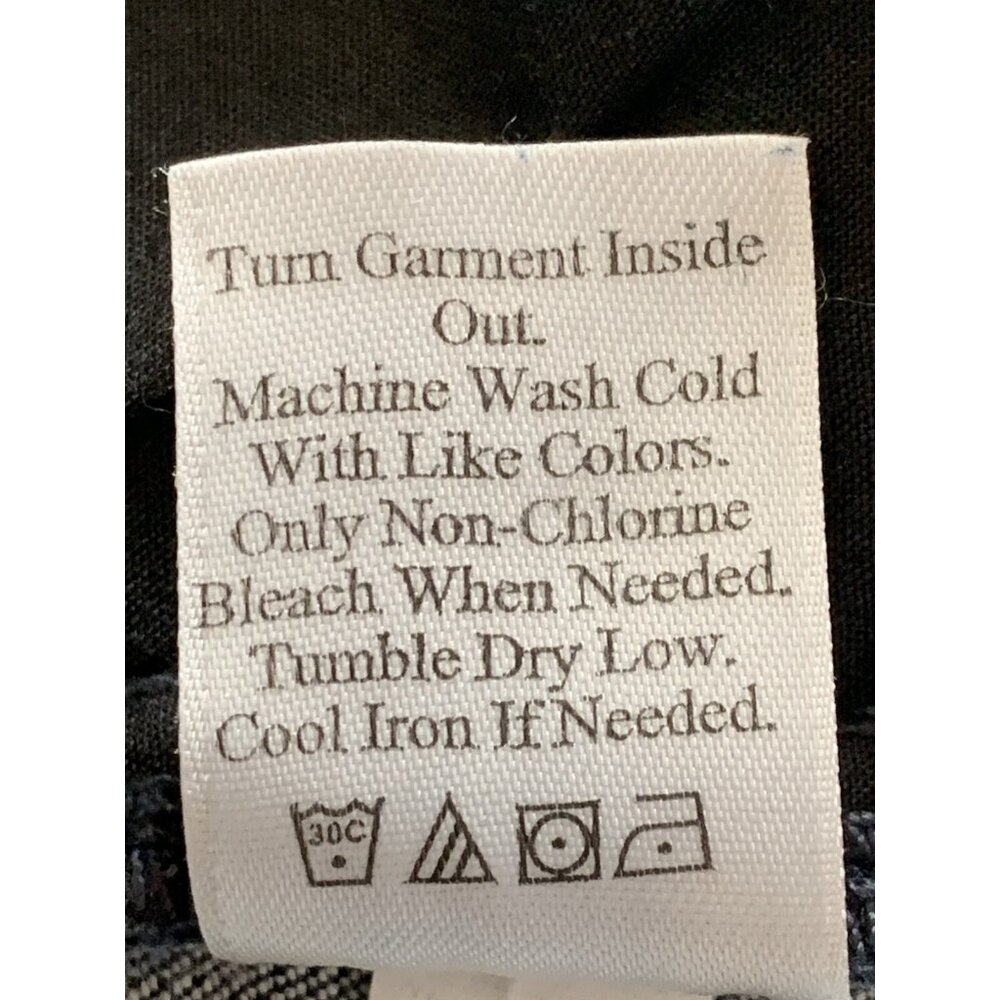 Turn Garment Inside
Out.
Machine Wash Cold
With Like Colors.
Only Non-Chlorine
Bleach When Needed.
Tumble Dry Low.
Cool Iron If Needed.
30C